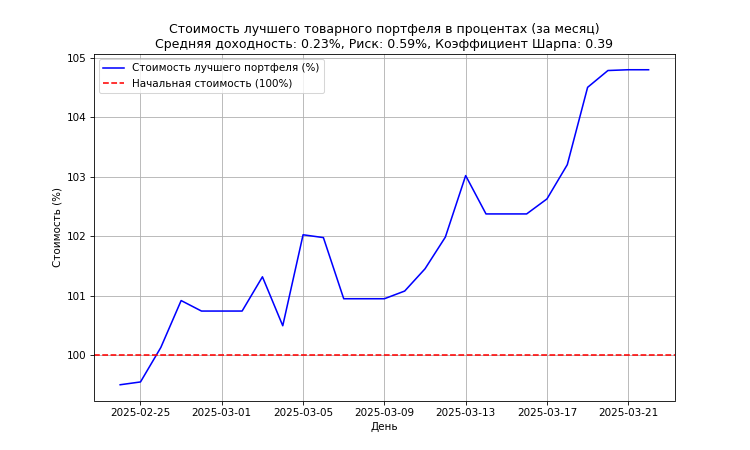 Стоимость лучшего товарного портфеля в процентах (за месяц)
Средняя доходность: 0.23%, Риск: 0.59%, Коэффициент Шарпа: 0.39
Стоимость лучшего портфеля (%)
Начальная стоимость (100%)
Стоимость (%)
105
104
103
102
101
100
2025-02-25 2025-03-01 2025-03-05 2025-03-09 2025-03-13 2025-03-17 2025-03-21
День